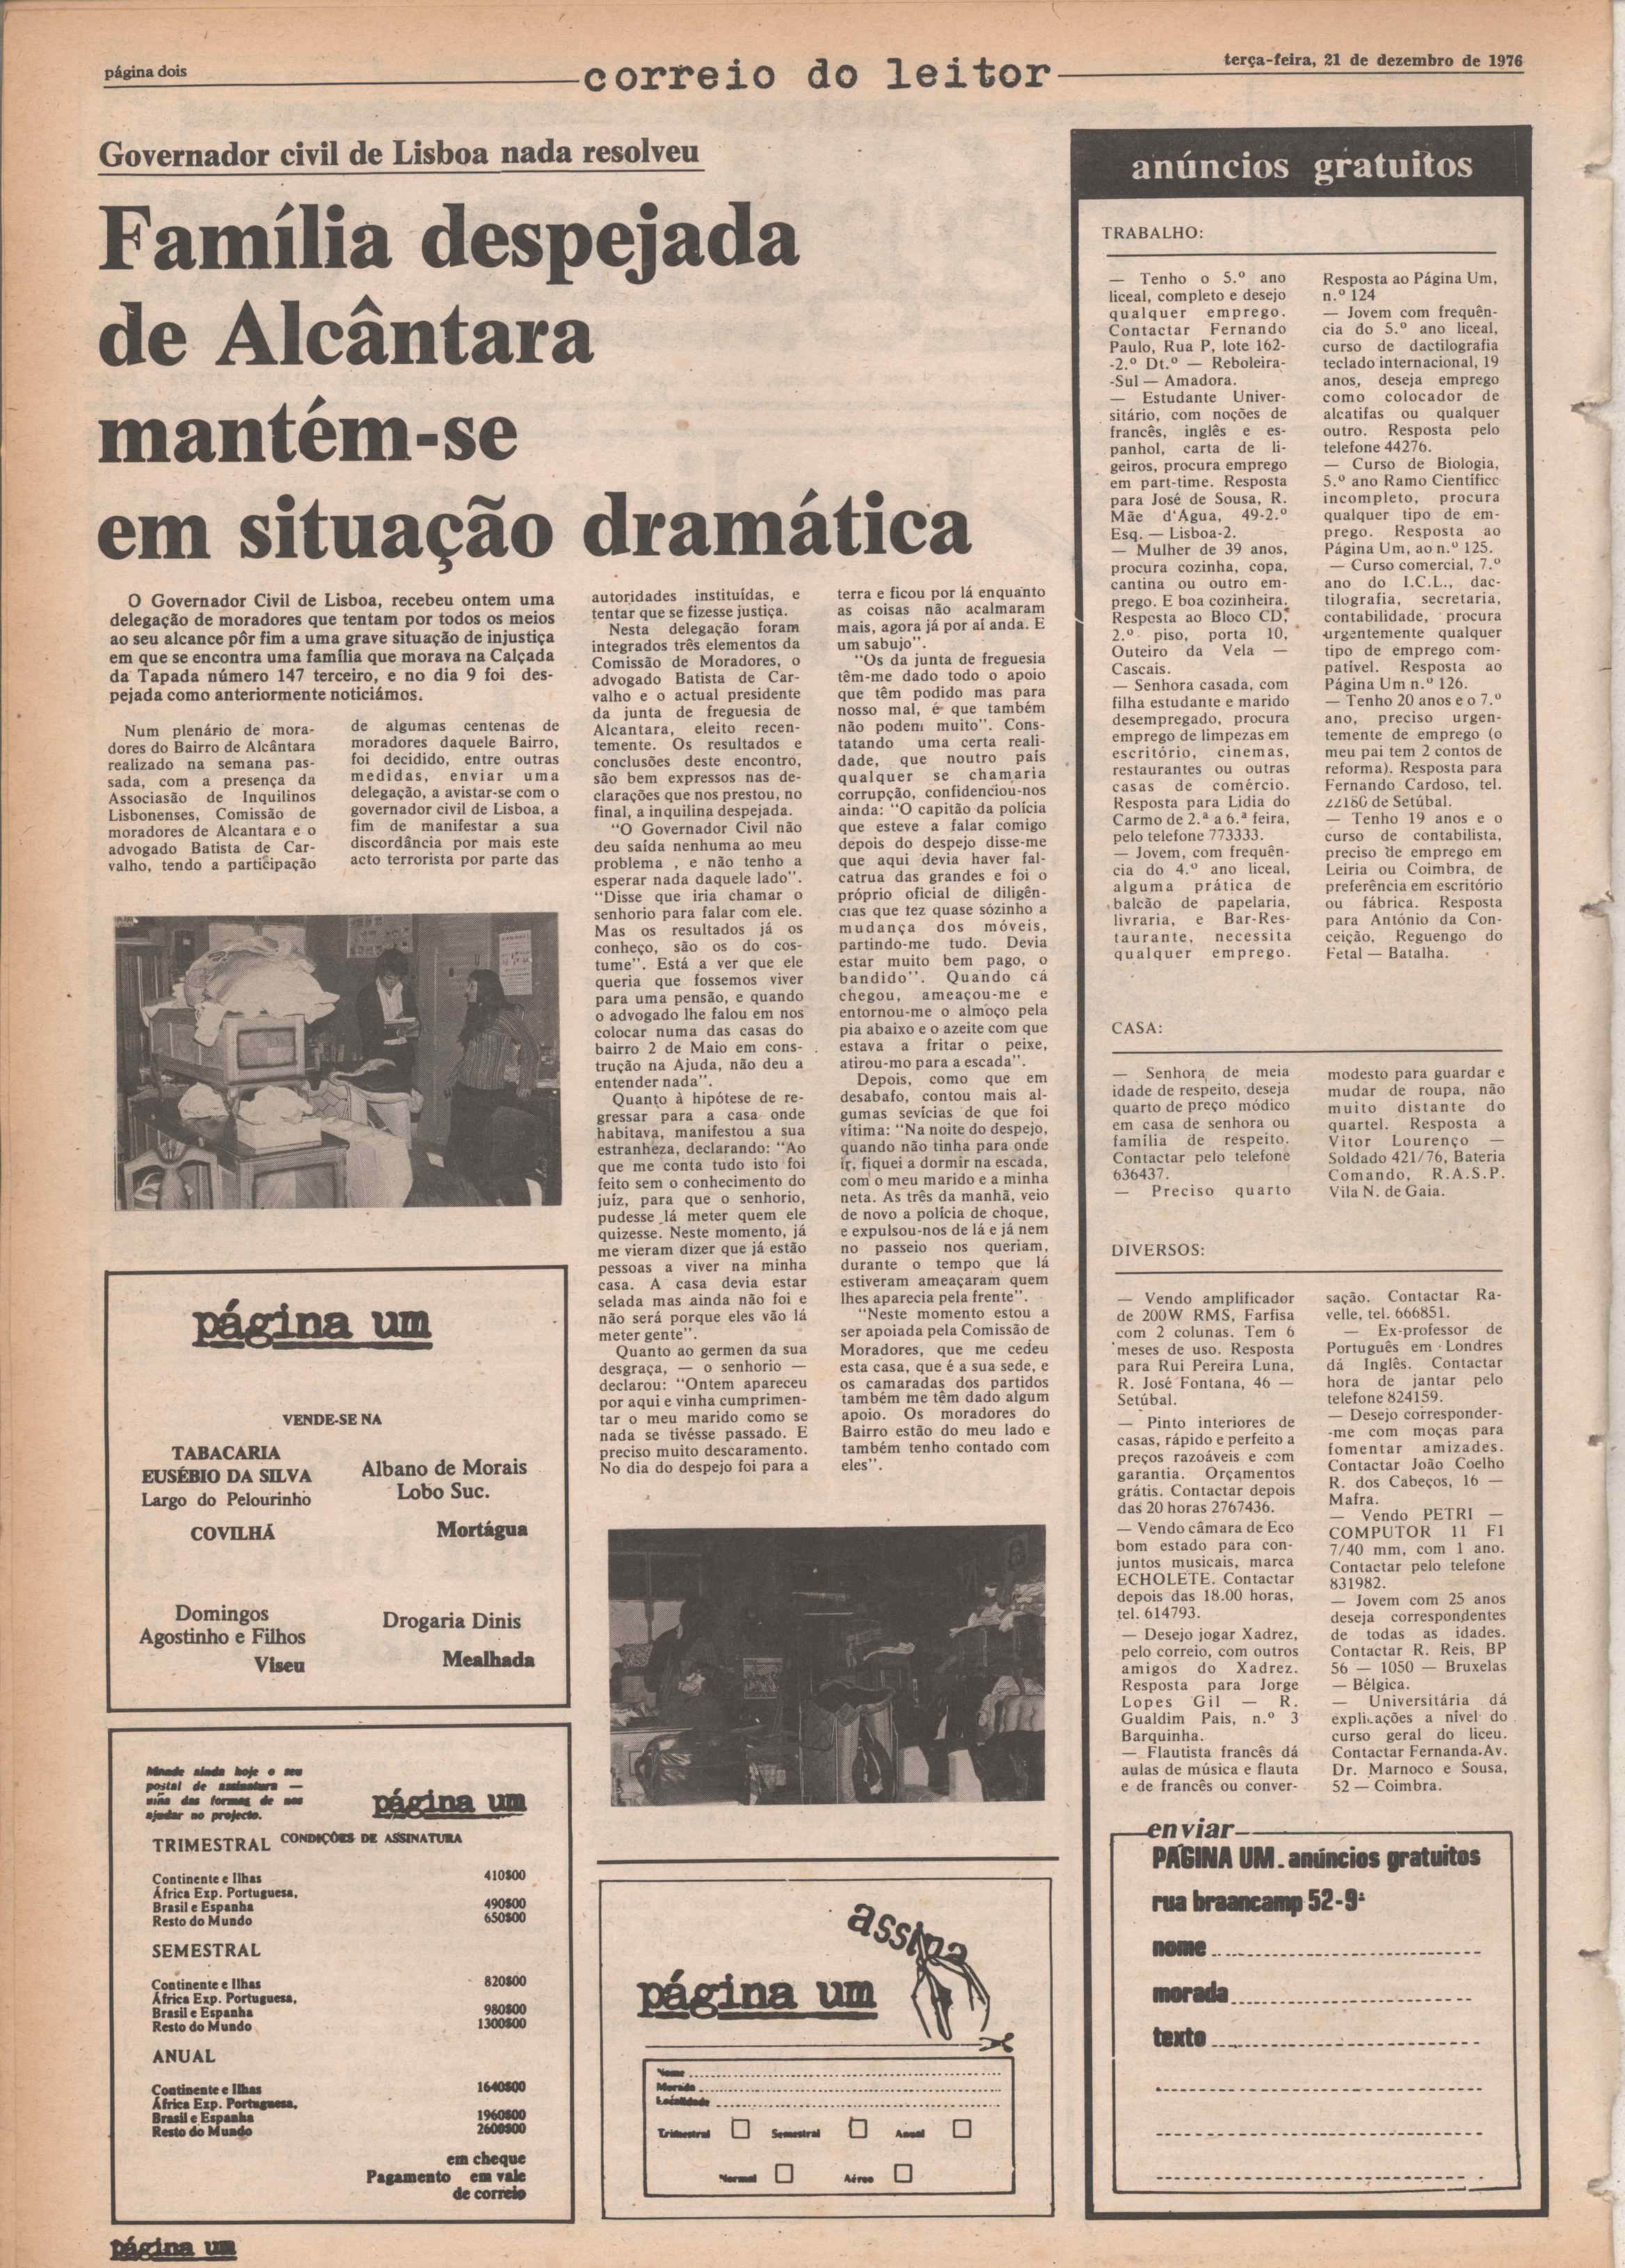 página dois
correio do leitor
terça-feira, 21 de dezembro de 1976
Governador civil de Lisboa nada resolveu
Família despejada
de Alcântara
mantém-se
em situação dramática
O Governador Civil de Lisboa, recebeu ontem uma
delegação de moradores que tentam por todos os meios
ao seu alcance pôr fim a uma grave situação de injustiça
em que se encontra uma família que morava na Calçada
da Tapada número 147 terceiro, e no dia 9 foi des-
pejada como anteriormente noticiámos.
Num plenário de mora-
dores do Bairro de Alcântara
realizado na semana pas-
sada, com a presença da
Associasão de Inquilinos
Lisbonenses, Comissão de
moradores de Alcantara e o
advogado Batista de Car-
valho, tendo a participação
de algumas centenas de
moradores daquele Bairro,
foi decidido, entre outras
medidas, enviar uma
delegação, a avistar-se com o
governador civil de Lisboa, a
fim de manifestar a sua
discordância por mais este
acto terrorista por parte das
autoridades instituídas, e
tentar que se fizesse justiça.
Nesta delegação foram
integrados três elementos da
Comissão de Moradores, o
advogado Batista de Car-
valho e o actual presidente
da junta de freguesia de
Alcantara, eleito recen-
temente. Os resultados e
conclusões deste encontro,
são bem expressos nas de-
clarações que nos prestou, no
final, a inquilina despejada.
"O Governador Civil não
deu saída nenhuma ao meu
problema , e não tenho a
esperar nada daquele lado".
"Disse que iria chamar o
senhorio para falar com ele.
Mas os resultados já os
conheço, são os do cos-
tume". Está a ver que ele
queria que fossemos viver
para uma pensão, e quando
o advogado lhe falou em nos
colocar numa das casas do
bairro 2 de Maio em cons-
trução na Ajuda, não deu a
entender nada".
Quanto à hipótese de re-
gressar para a casa onde
habitava, manifestou a sua
estranheza, declarando: "Ao
que me conta tudo isto foi
feito sem o conhecimento do
juíz, para que o senhorio,
pudesse lá meter quem ele
quizesse. Neste momento, já
me vieram dizer que já estão
pessoas a viver na minha
casa. A casa devia estar
selada mas ainda não foi e
não será porque eles vão lá
meter gente".
Quanto ao germen da sua
desgraça, — o senhorio —
declarou: "Ontem apareceu
por aqui e vinha cumprimen-
tar o meu marido como se
nada se tivésse passado. E
preciso muito descaramento.
No dia do despejo foi para a
terra e ficou por lá enquanto
as coisas não acalmaram
mais, agora já por aí anda. E
um sabujo".
"Os da junta de freguesia
têm-me dado todo o apoio
que têm podido mas para
nosso mal, é que também
não podem muito". Cons-
tatando uma certa reali-
dade, que noutro país
qualquer se chamaria
corrupção, confidenciou-nos
ainda: "O capitão da polícia
que esteve a falar comigo
depois do despejo disse-me
que aqui devia haver fal-
catrua das grandes e foi o
próprio oficial de diligên-
cias que tez quase sózinho a
mudança dos móveis,
partindo-me tudo. Devia
estar muito bem pago, o
bandido". Quando cá
chegou, ameaçou-me e
entornou-me o almoço pela
pia abaixo e o azeite com que
estava a fritar o peixe,
atirou-mo para a escada".
Depois, como que em
desabafo, contou mais al-
gumas sevícias de que foi
vítima: "Na noite do despejo,
quando não tinha para onde
ir, fiquei a dormir na escada,
com o meu marido e a minha
neta. As três da manhã, veio
de novo a polícia de choque,
e expulsou-nos de lá e já nem
no passeio nos queriam,
durante o tempo que lá
estiveram ameaçaram quem
lhes aparecia pela frente".
"Neste momento estou a
ser apoiada pela Comissão de
Moradores, que me cedeu
esta casa, que é a sua sede, e
os camaradas dos partidos
também me têm dado algum
apoio. Os moradores do
Bairro estão do meu lado e
também tenho contado com
eles".
página um
VENDE-SE NA
TABACARIA
EUSÉBIO DA SILVA
Largo do Pelourinho
COVILHÃ
Albano de Morais
Lobo Suc.
Mortágua
Domingos
Agostinho e Filhos
Viseu
Drogaria Dinis
Mealhada
Mande ainda hoje o seu
postal de assinatura —
uma das formas de nos
ajudar no projecto.
página um
TRIMESTRAL CONDIÇÕES DE ASSINATURA
Continente e Ilhas 410$00
África Exp. Portuguesa,
Brasil e Espanha 490$00
Resto do Mundo 650$00
SEMESTRAL
Continente e Ilhas 820$00
África Exp. Portuguesa,
Brasil e Espanha 980$00
Resto do Mundo 1300$00
ANUAL
Continente e Ilhas 1640$00
África Exp. Portuguesa,
Brasil e Espanha 1960$00
Resto do Mundo 2600$00
em cheque
Pagamento em vale
de correio
página um
assina
página um
Nome
Morada
Localidade
Trimestral Semestral Anual
Normal Aéreo
anúncios gratuitos
TRABALHO:
— Tenho o 5.º ano
liceal, completo e desejo
qualquer emprego.
Contactar Fernando
Paulo, Rua P, lote 162-
-2.º Dt.º — Reboleira-
-Sul — Amadora.
— Estudante Univer-
sitário, com noções de
francês, inglês e es-
panhol, carta de li-
geiros, procura emprego
em part-time. Resposta
para José de Sousa, R.
Mãe d'Agua, 49-2.º
Esq. — Lisboa-2.
— Mulher de 39 anos,
procura cozinha, copa,
cantina ou outro em-
prego. E boa cozinheira.
Resposta ao Bloco CD,
2.º piso, porta 10,
Outeiro da Vela —
Cascais.
— Senhora casada, com
filha estudante e marido
desempregado, procura
emprego de limpezas em
escritório, cinemas,
restaurantes ou outras
casas de comércio.
Resposta para Lídia do
Carmo de 2.ª a 6.ª feira,
pelo telefone 773333.
— Jovem, com frequên-
cia do 4.º ano liceal,
alguma prática de
balcão de papelaria,
livraria, e Bar-Res-
taurante, necessita
qualquer emprego.
Resposta ao Página Um,
n.º 124
— Jovem com frequên-
cia do 5.º ano liceal,
curso de dactilografia
teclado internacional, 19
anos, deseja emprego
como colocador de
alcatifas ou qualquer
outro. Resposta pelo
telefone 44276.
— Curso de Biologia,
5.º ano Ramo Científico
incompleto, procura
qualquer tipo de em-
prego. Resposta ao
Página Um, ao n.º 125.
— Curso comercial, 7.º
ano do I.C.L., dac-
tilografia, secretaria,
contabilidade, procura
urgentemente qualquer
tipo de emprego com-
patível. Resposta ao
Página Um n.º 126.
— Tenho 20 anos e o 7.º
ano, preciso urgen-
temente de emprego (o
meu pai tem 2 contos de
reforma). Resposta para
Fernando Cardoso, tel.
22180 de Setúbal.
— Tenho 19 anos e o
curso de contabilista,
preciso de emprego em
Leiria ou Coimbra, de
preferência em escritório
ou fábrica. Resposta
para António da Con-
ceição, Reguengo do
Fetal — Batalha.
CASA:
— Senhora de meia
idade de respeito, deseja
quarto de preço módico
em casa de senhora ou
família de respeito.
Contactar pelo telefone
636437.
— Preciso quarto
modesto para guardar e
mudar de roupa, não
muito distante do
quartel. Resposta a
Vitor Lourenço —
Soldado 421/76, Bateria
Comando, R.A.S.P.
Vila N. de Gaia.
DIVERSOS:
— Vendo amplificador
de 200W RMS, Farfisa
com 2 colunas. Tem 6
meses de uso. Resposta
para Rui Pereira Luna,
R. José Fontana, 46 —
Setúbal.
— Pinto interiores de
casas, rápido e perfeito a
preços razoáveis e com
garantia. Orçamentos
grátis. Contactar depois
das 20 horas 2767436.
— Vendo câmara de Eco
bom estado para con-
juntos musicais, marca
ECHOLETE. Contactar
depois das 18.00 horas,
tel. 614793.
— Desejo jogar Xadrez,
pelo correio, com outros
amigos do Xadrez.
Resposta para Jorge
Lopes Gil — R.
Gualdim Pais, n.º 3
Barquinha.
— Flautista francês dá
aulas de música e flauta
e de francês ou conver-
sação. Contactar Ra-
velle, tel. 666851.
— Ex-professor de
Português em Londres
dá Inglês. Contactar
hora de jantar pelo
telefone 824159.
— Desejo corresponder-
-me com moças para
fomentar amizades.
Contactar João Coelho
R. dos Cabeços, 16 —
Mafra.
— Vendo PETRI —
COMPUTOR 11 F1
7/40 mm, com 1 ano.
Contactar pelo telefone
831982.
— Jovem com 25 anos
deseja correspondentes
de todas as idades.
Contactar R. Reis, BP
56 — 1050 — Bruxelas
— Bélgica.
— Universitária dá
explicações a nível do
curso geral do liceu.
Contactar Fernanda.Av.
Dr. Marnoco e Sousa,
52 — Coimbra.
enviar
PÁGINA UM. anúncios gratuitos
rua braancamp 52-9º
nome
morada
texto